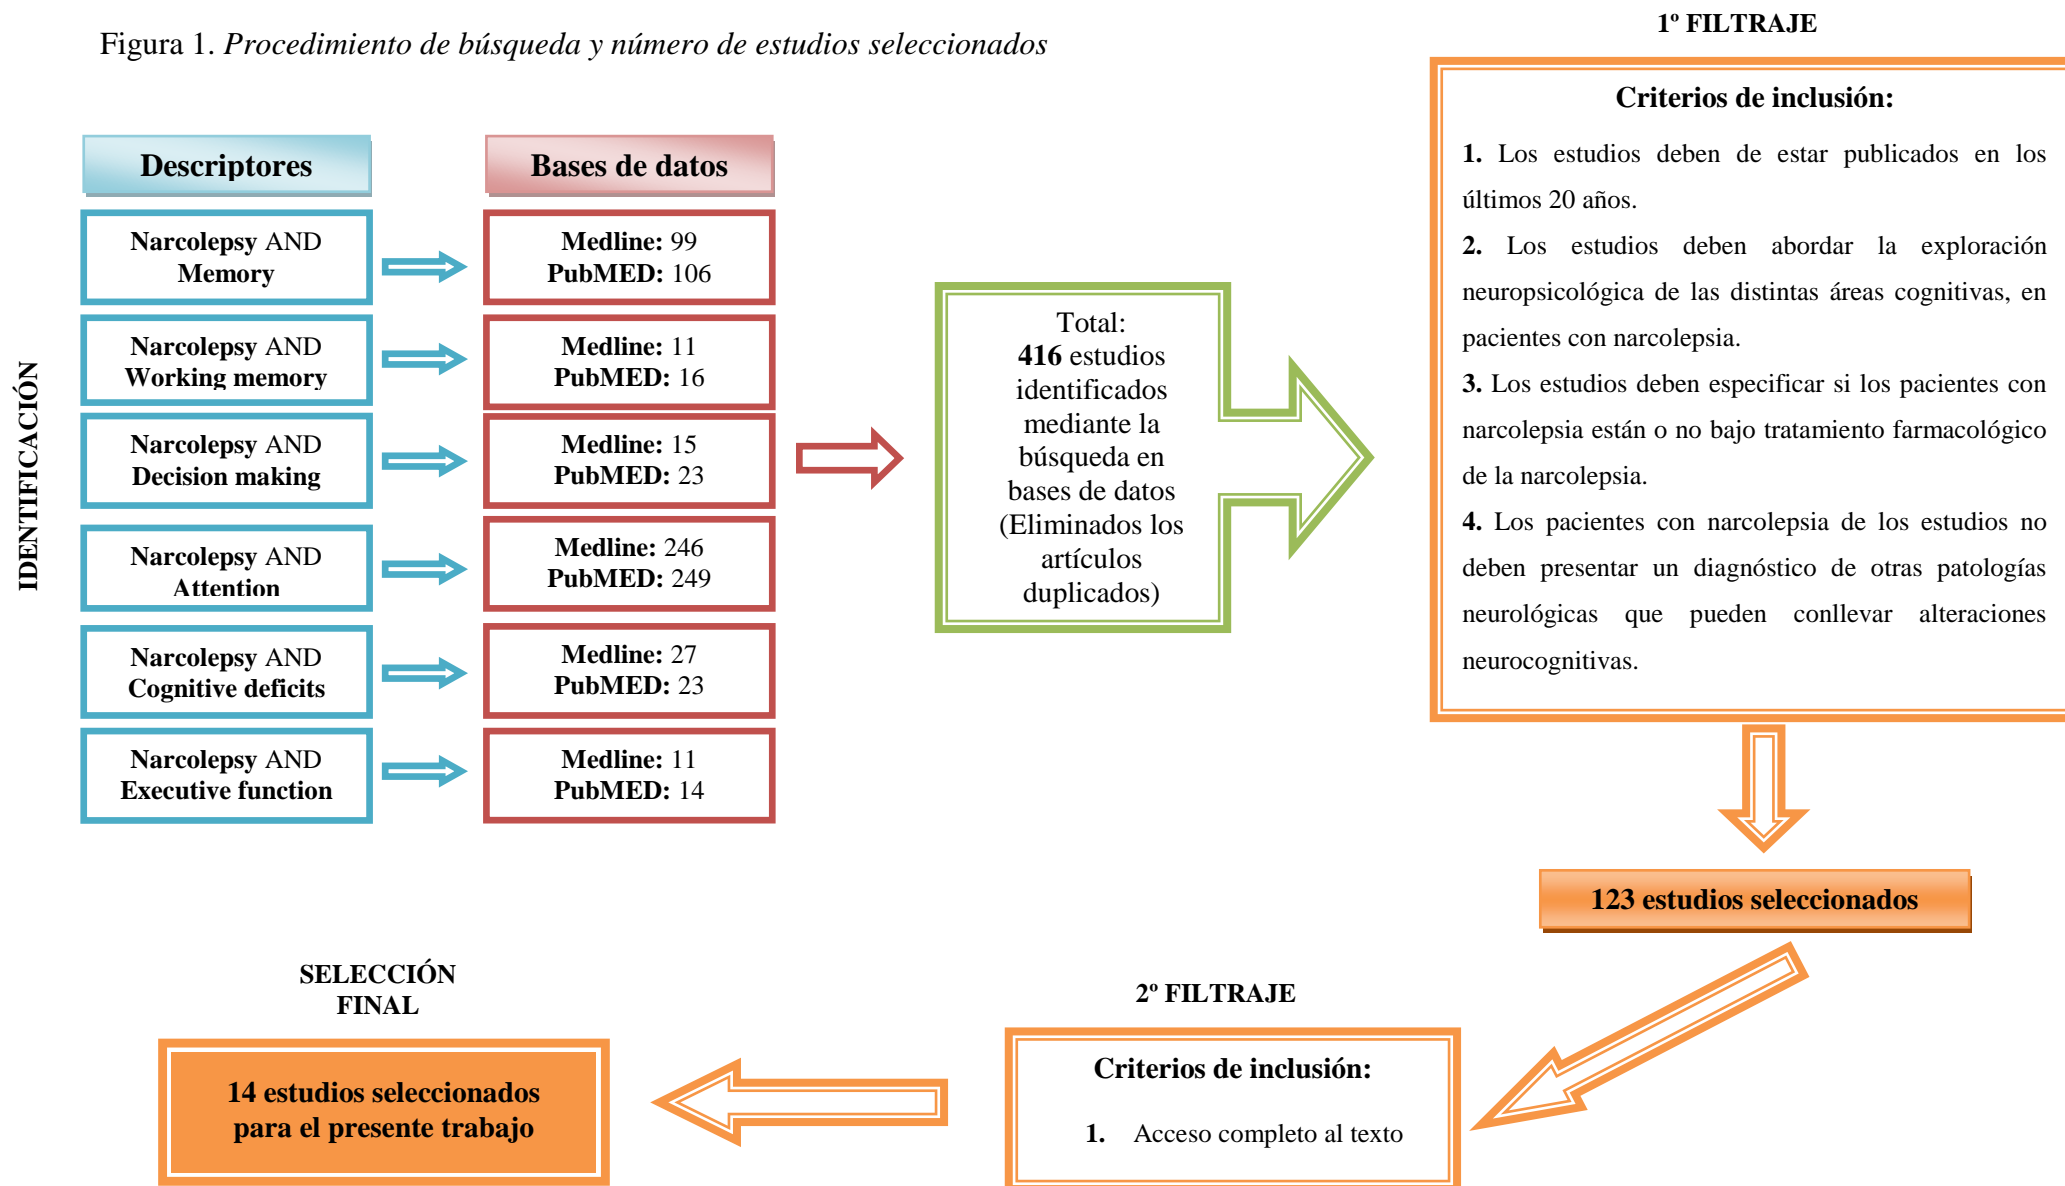 Figura 1. Procedimiento de búsqueda y número de estudios seleccionados
IDENTIFICACIÓN
Descriptores
Bases de datos
Narcolepsy AND
Memory
Medline: 99
PubMED: 106
Narcolepsy AND
Working memory
Medline: 11
PubMED: 16
Narcolepsy AND
Decision making
Medline: 15
PubMED: 23
Narcolepsy AND
Attention
Medline: 246
PubMED: 249
Narcolepsy AND
Cognitive deficits
Medline: 27
PubMED: 23
Narcolepsy AND
Executive function
Medline: 11
PubMED: 14
Total:
416 estudios
identificados
mediante la
búsqueda en
bases de datos
(Eliminados los
artículos
duplicados)
1º FILTRAJE
Criterios de inclusión:
1. Los estudios deben de estar publicados en los
últimos 20 años.
2. Los estudios deben abordar la exploración
neuropsicológica de las distintas áreas cognitivas, en
pacientes con narcolepsia.
3. Los estudios deben especificar si los pacientes con
narcolepsia están o no bajo tratamiento farmacológico
de la narcolepsia.
4. Los pacientes con narcolepsia de los estudios no
deben presentar un diagnóstico de otras patologías
neurológicas que pueden conllevar alteraciones
neurocognitivas.
123 estudios seleccionados
2º FILTRAJE
Criterios de inclusión:
1. Acceso completo al texto
SELECCIÓN
FINAL
14 estudios seleccionados
para el presente trabajo